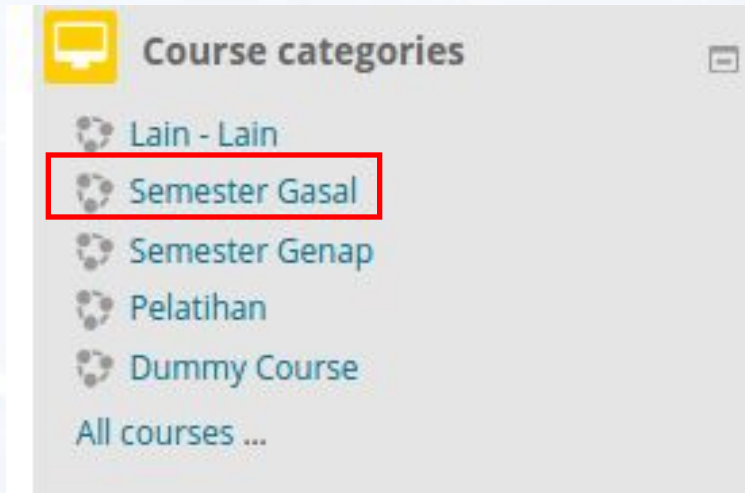 Course categories
Lain - Lain
Semester Gasal
Semester Genap
Pelatihan
Dummy Course
All courses ...